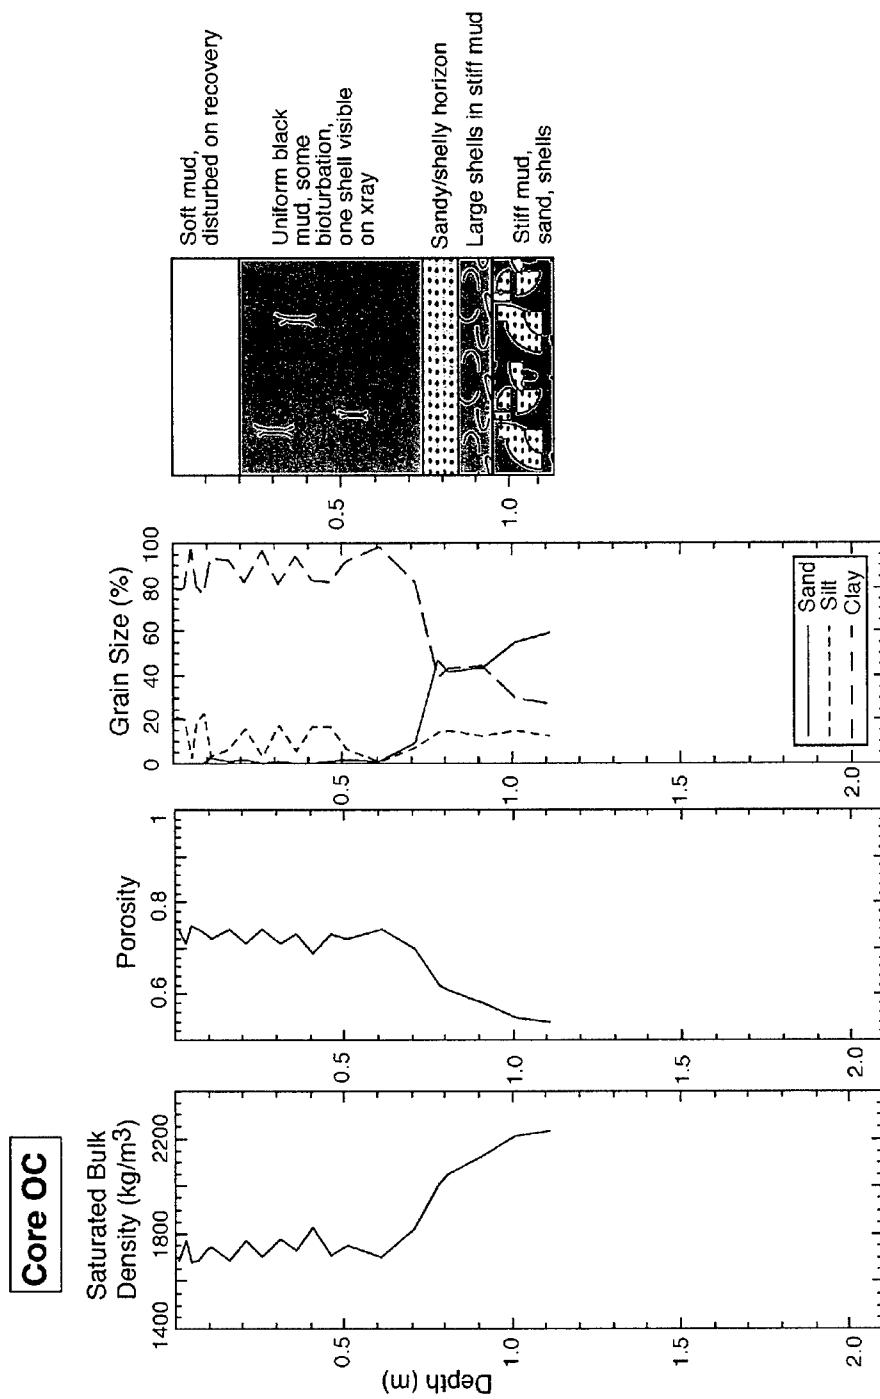 Core OC
Saturated Bulk
Density (kg/m³)
1400
1800
2200
Depth (m)
0.5
1.0
1.5
2.0
Porosity
0.6
0.8
1
0.5
1.0
1.5
2.0
Grain Size (%)
0
20
40
60
80
100
0.5
1.0
1.5
2.0
Sand
Silt
Clay
0.5
1.0
Soft mud,
disturbed on recovery
Uniform black
mud, some
bioturbation,
one shell visible
on xray
Sandy/shelly horizon
Large shells in stiff mud
Stiff mud,
sand, shells